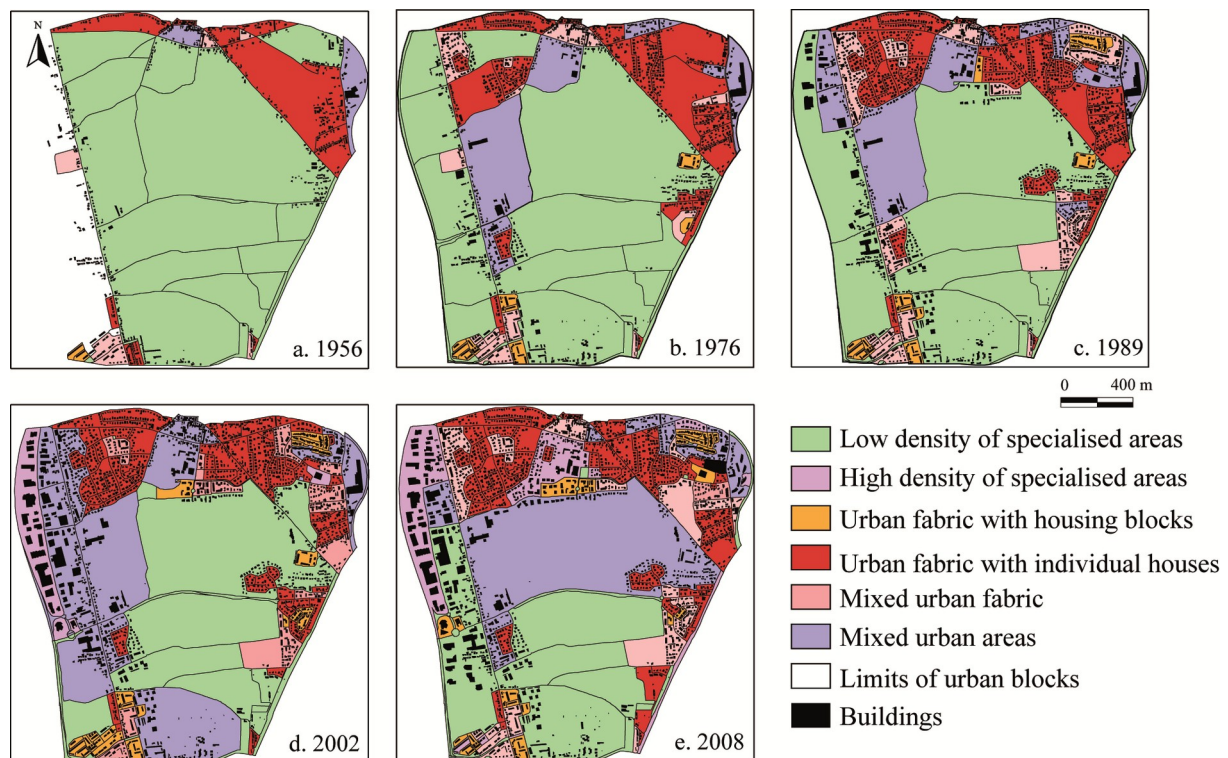 N
a. 1956
b. 1976
c. 1989
0 400 m
d. 2002
e. 2008
Low density of specialised areas
High density of specialised areas
Urban fabric with housing blocks
Urban fabric with individual houses
Mixed urban fabric
Mixed urban areas
Limits of urban blocks
Buildings